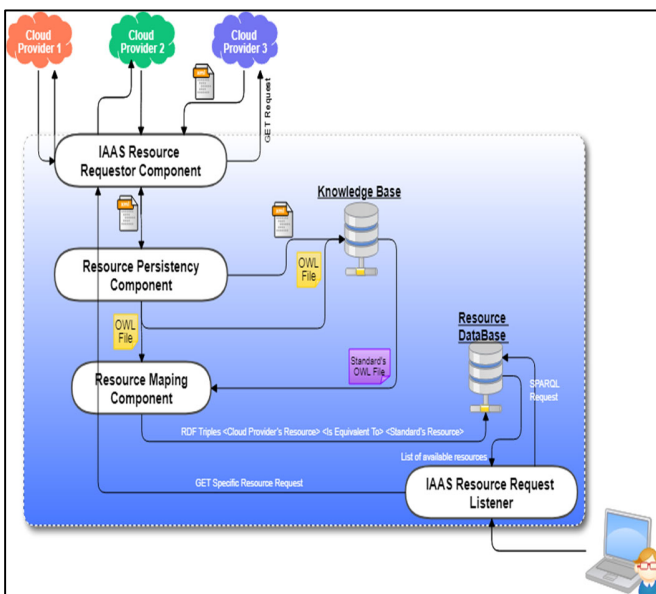 Cloud
Provider 1
Cloud
Provider 2
Cloud
Provider 3
GET Request
IAAS Resource
Requestor Component
Knowledge Base
Resource Persistency
Component
OWL
File
OWL
File
Resource
DataBase
Standard's
OWL File
Resource Maping
Component
SPARQL
Request
RDF Triples <Cloud Provider's Resource> <Is Equivalent To> <Standard's Resource>
List of available resources
GET Specific Resource Request
IAAS Resource Request
Listener